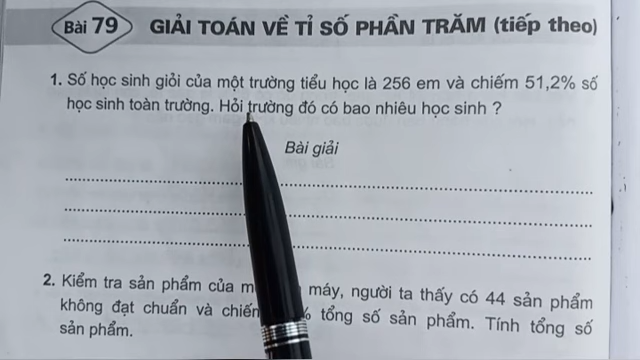 Bài 79 GIẢI TOÁN VỀ TỈ SỐ PHẦN TRĂM (tiếp theo)
1. Số học sinh giỏi của một trường tiểu học là 256 em và chiếm 51,2% số
học sinh toàn trường. Hỏi trường đó có bao nhiêu học sinh ?
Bài giải
2. Kiểm tra sản phẩm của máy, người ta thấy có 44 sản phẩm
không đạt chuẩn và % tổng số sản phẩm. Tính tổng số
sản phẩm.